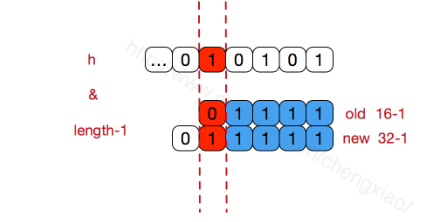 h ... 0 1 0 1 0 1
&
0 1 1 1 1 old 16-1
length-1
0 1 1 1 1 1 new 32-1